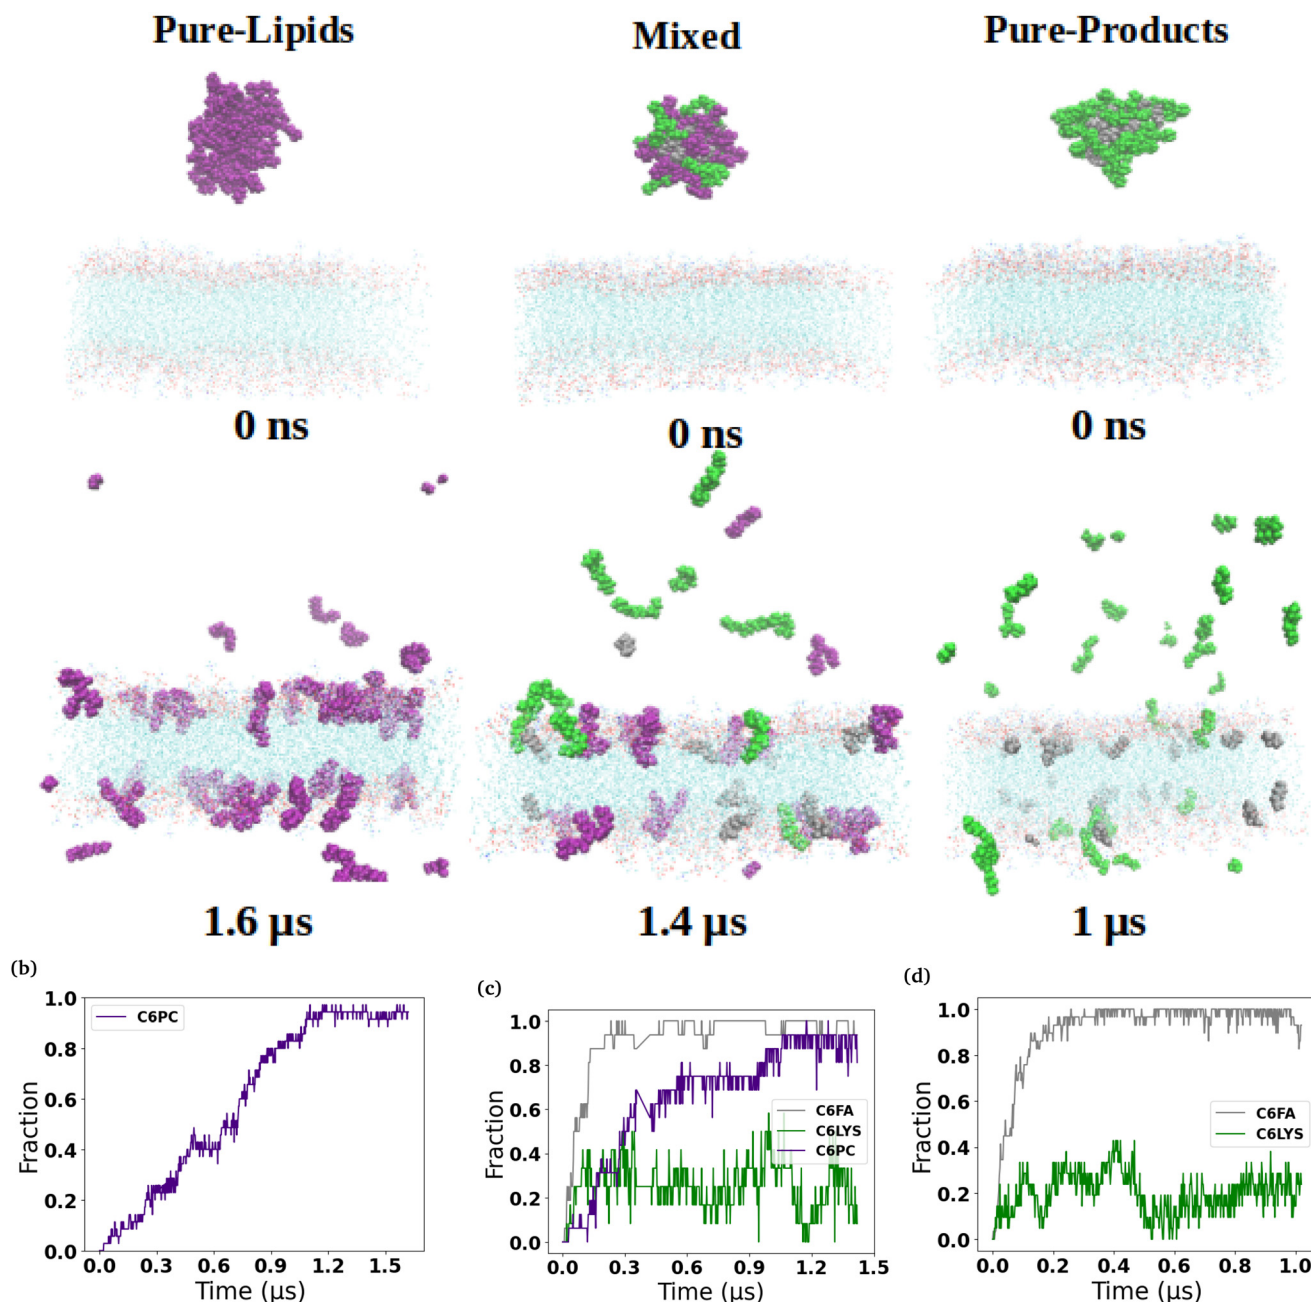 Pure-Lipids Mixed Pure-Products
0 ns 0 ns 0 ns
1.6 μs 1.4 μs 1 μs
(b)
1.0
0.8
0.6
0.4
0.2
0.0
Fraction
C6PC
0.0 0.3 0.6 0.9 1.2 1.5
Time (μs)
(c)
1.0
0.8
0.6
0.4
0.2
0.0
Fraction
C6FA
C6LYS
C6PC
0.0 0.3 0.6 0.9 1.2 1.5
Time (μs)
(d)
1.0
0.8
0.6
0.4
0.2
0.0
Fraction
C6FA
C6LYS
0.0 0.2 0.4 0.6 0.8 1.0
Time (μs)